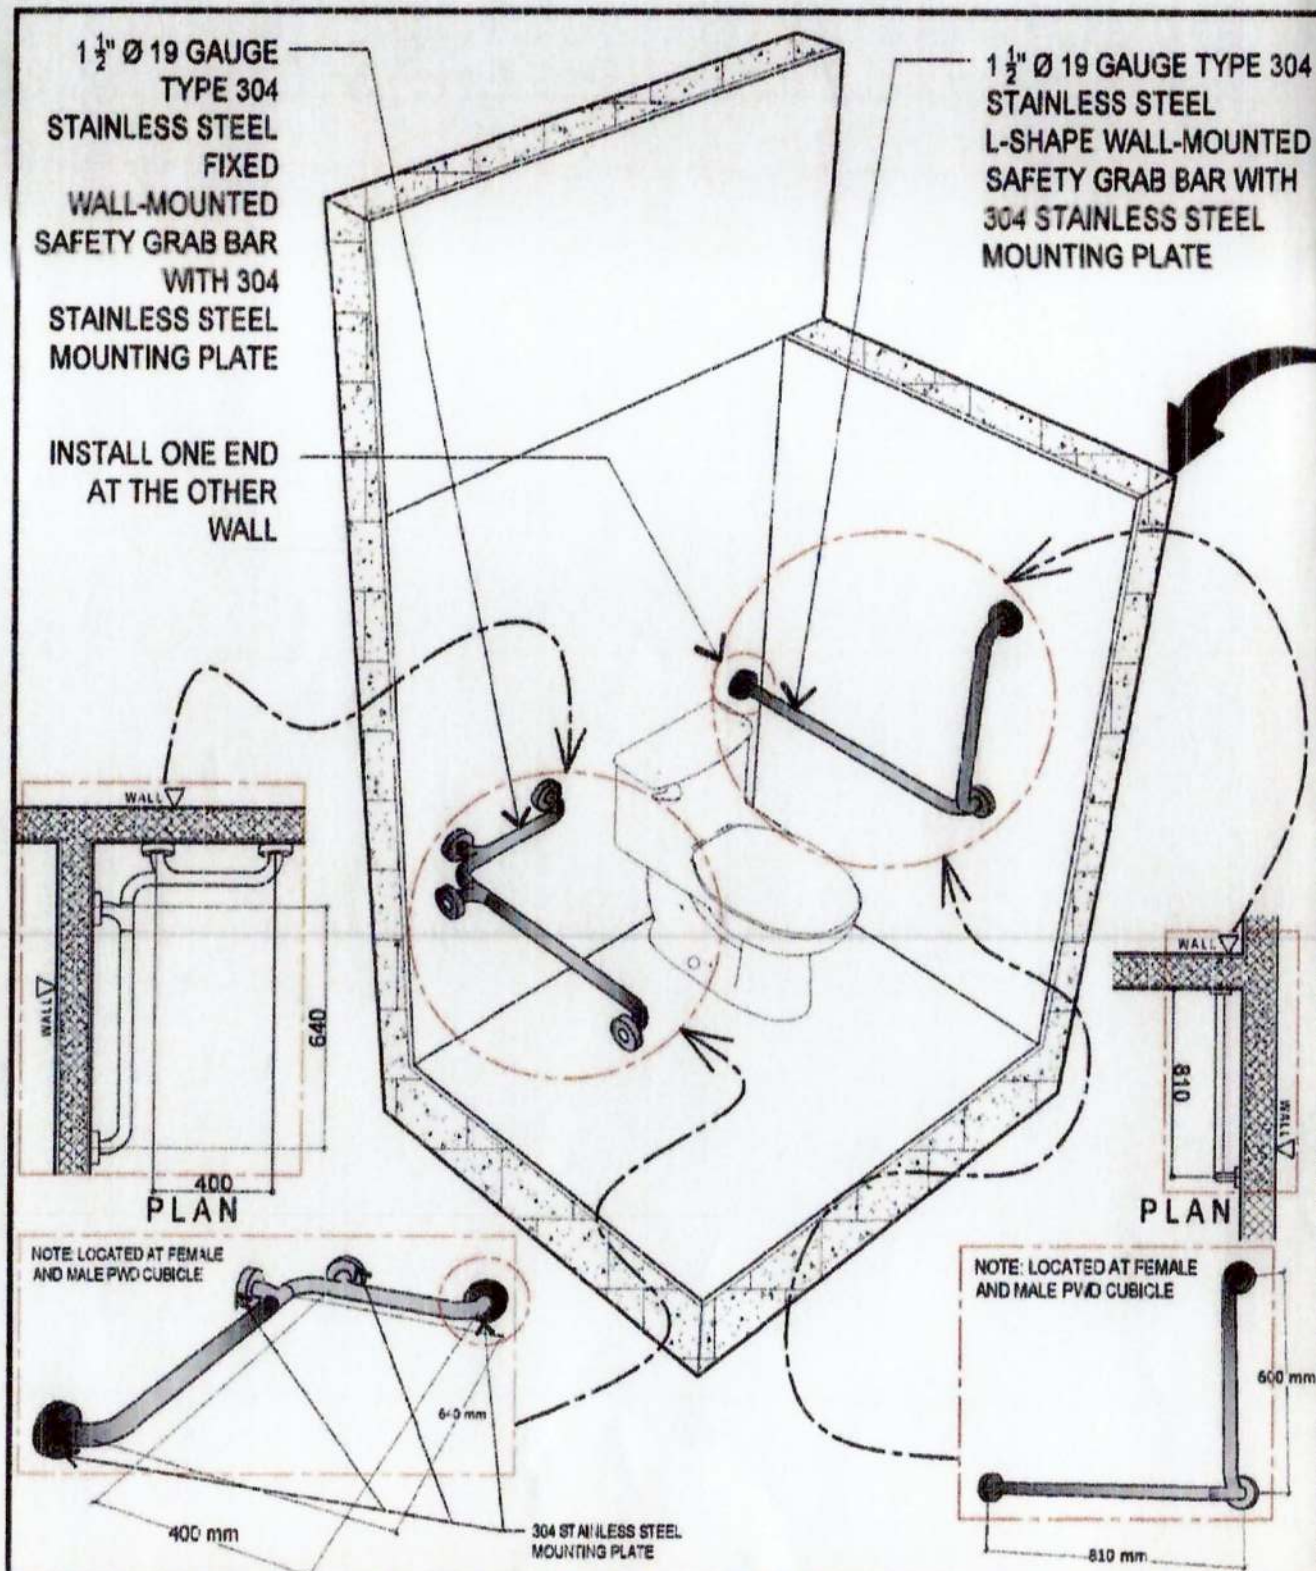 1 ½" Ø 19 GAUGE
TYPE 304
STAINLESS STEEL
FIXED
WALL-MOUNTED
SAFETY GRAB BAR
WITH 304
STAINLESS STEEL
MOUNTING PLATE
1 ½" Ø 19 GAUGE TYPE 304
STAINLESS STEEL
L-SHAPE WALL-MOUNTED
SAFETY GRAB BAR WITH
304 STAINLESS STEEL
MOUNTING PLATE
INSTALL ONE END
AT THE OTHER
WALL
WALL
WALL
640
400
PLAN
WALL
810
WALL
PLAN
NOTE: LOCATED AT FEMALE
AND MALE PWD CUBICLE
640 mm
400 mm
304 STAINLESS STEEL
MOUNTING PLATE
NOTE: LOCATED AT FEMALE
AND MALE PWD CUBICLE
600 mm
810 mm